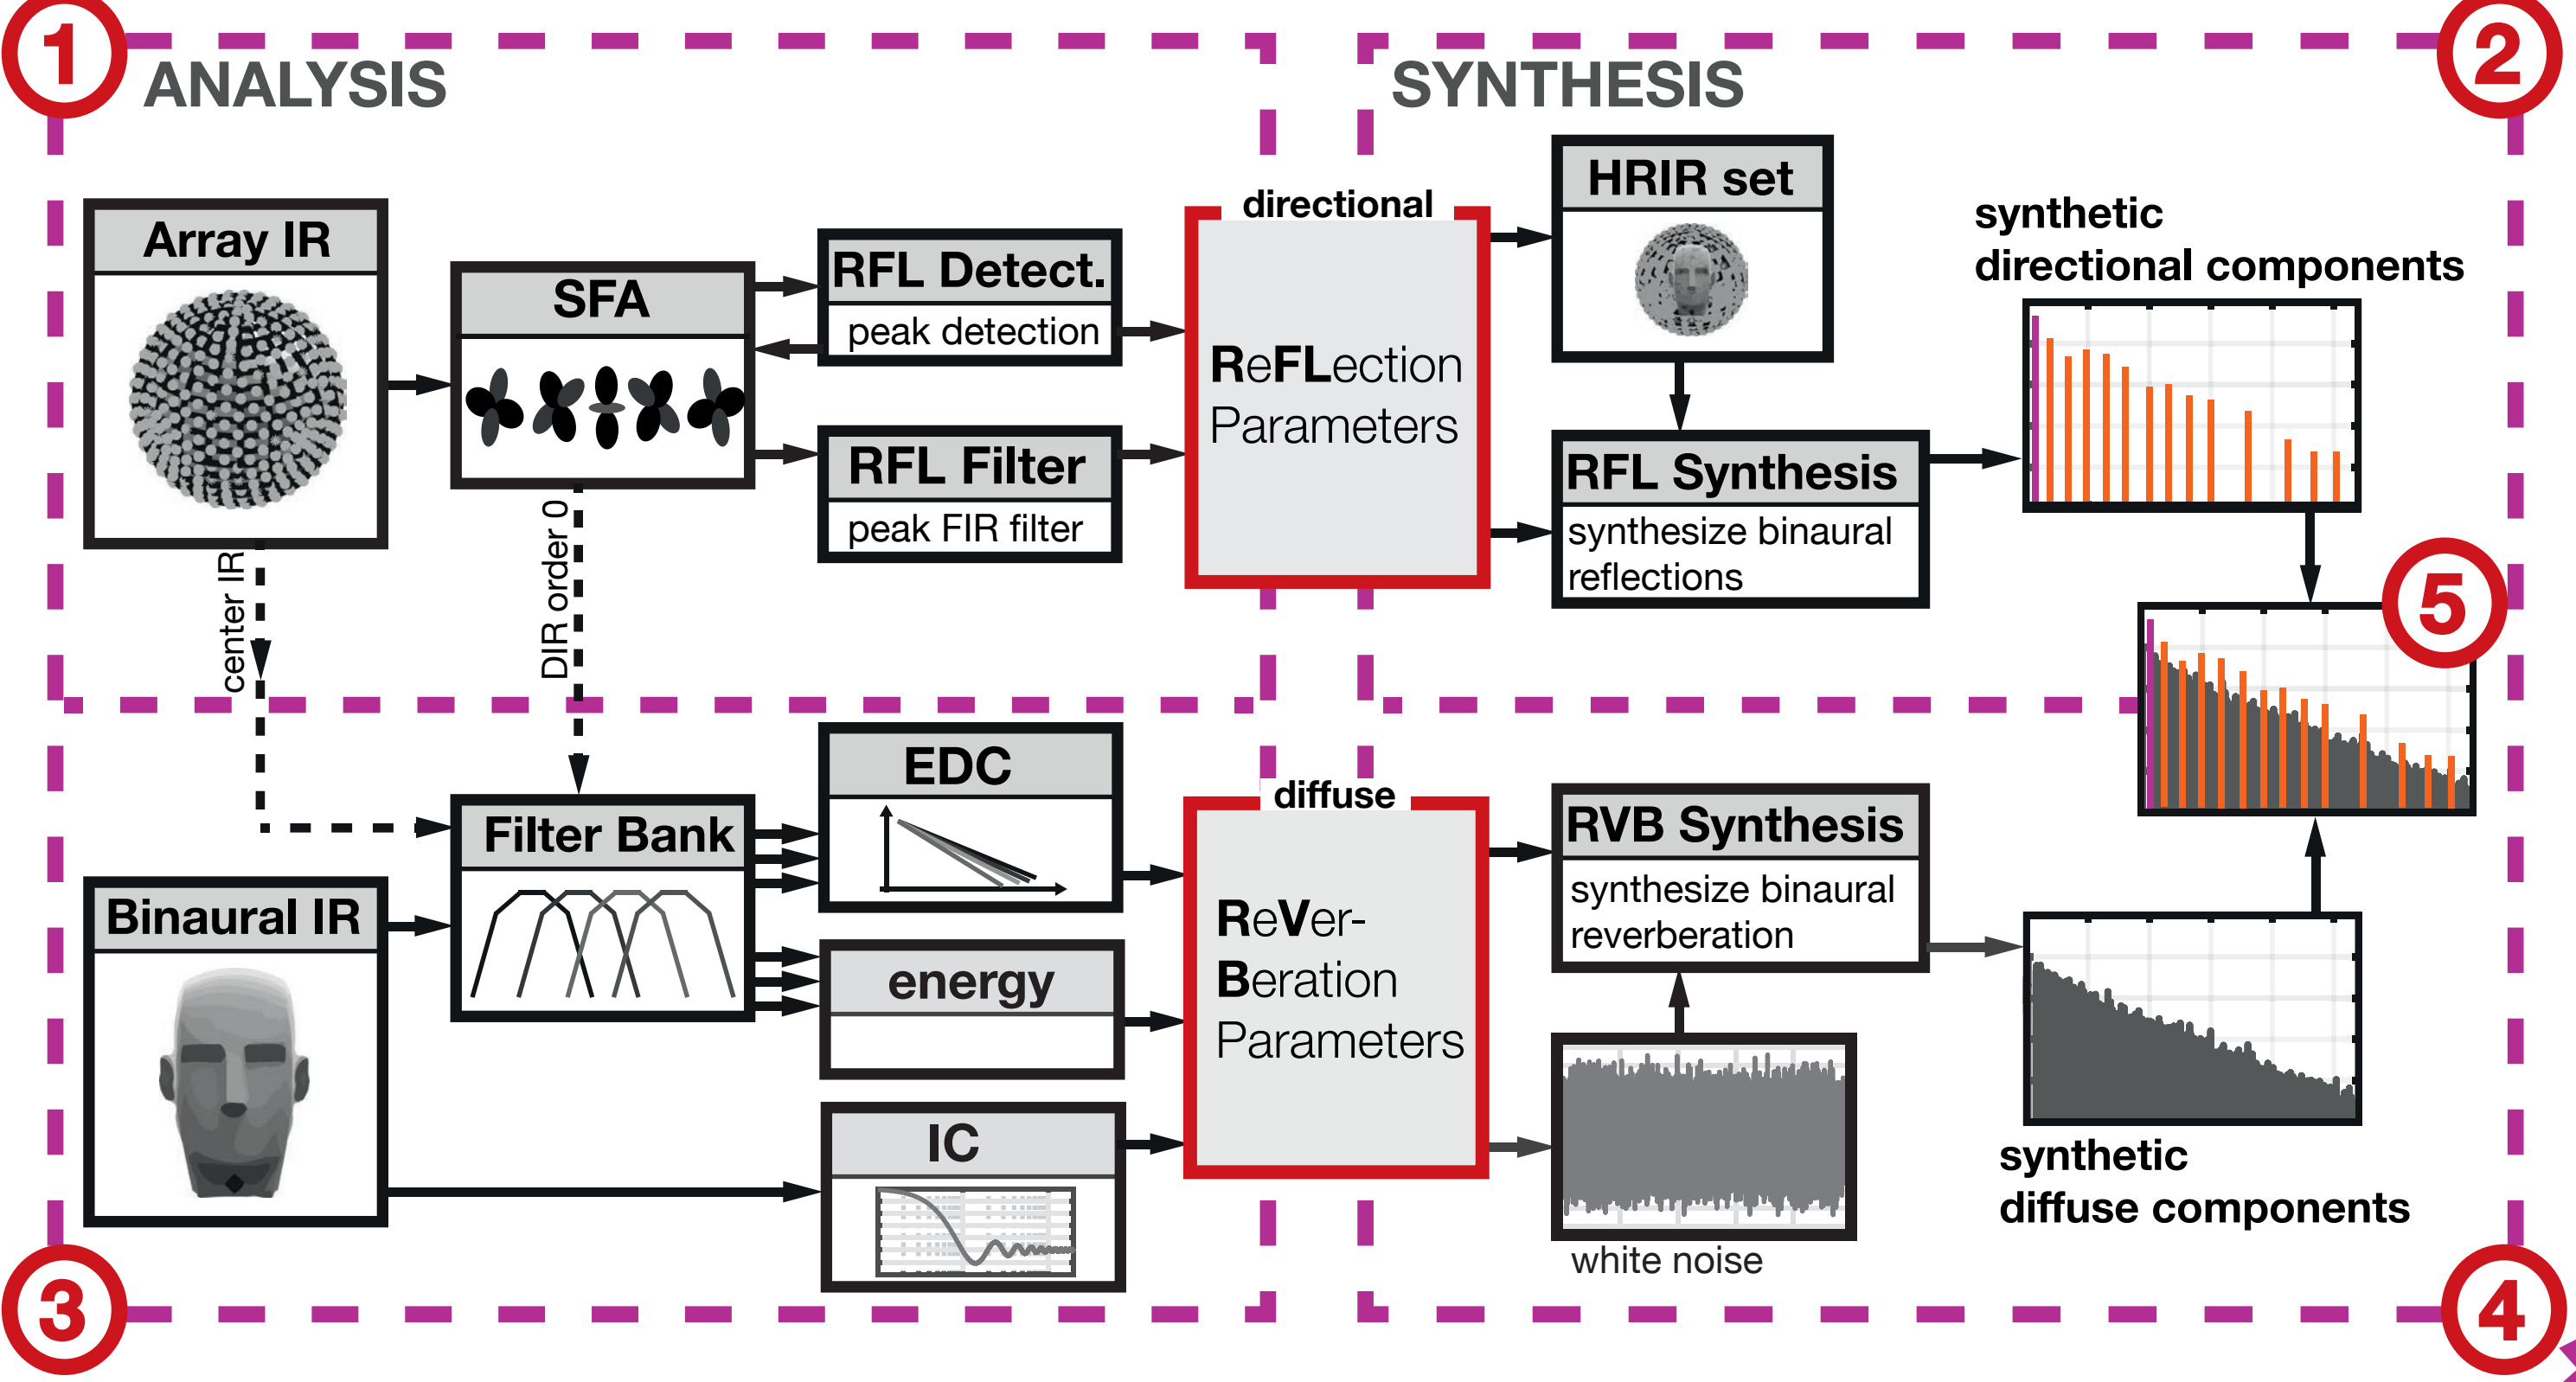 1
ANALYSIS
SYNTHESIS
2
Array IR
SFA
RFL Detect.
peak detection
RFL Filter
peak FIR filter
directional
ReFLection
Parameters
HRIR set
RFL Synthesis
synthesize binaural
reflections
synthetic
directional components
center IR
DIR order 0
5
Binaural IR
Filter Bank
EDC
energy
IC
diffuse
ReVer-
Beration
Parameters
RVB Synthesis
synthesize binaural
reverberation
white noise
synthetic
diffuse components
3
4